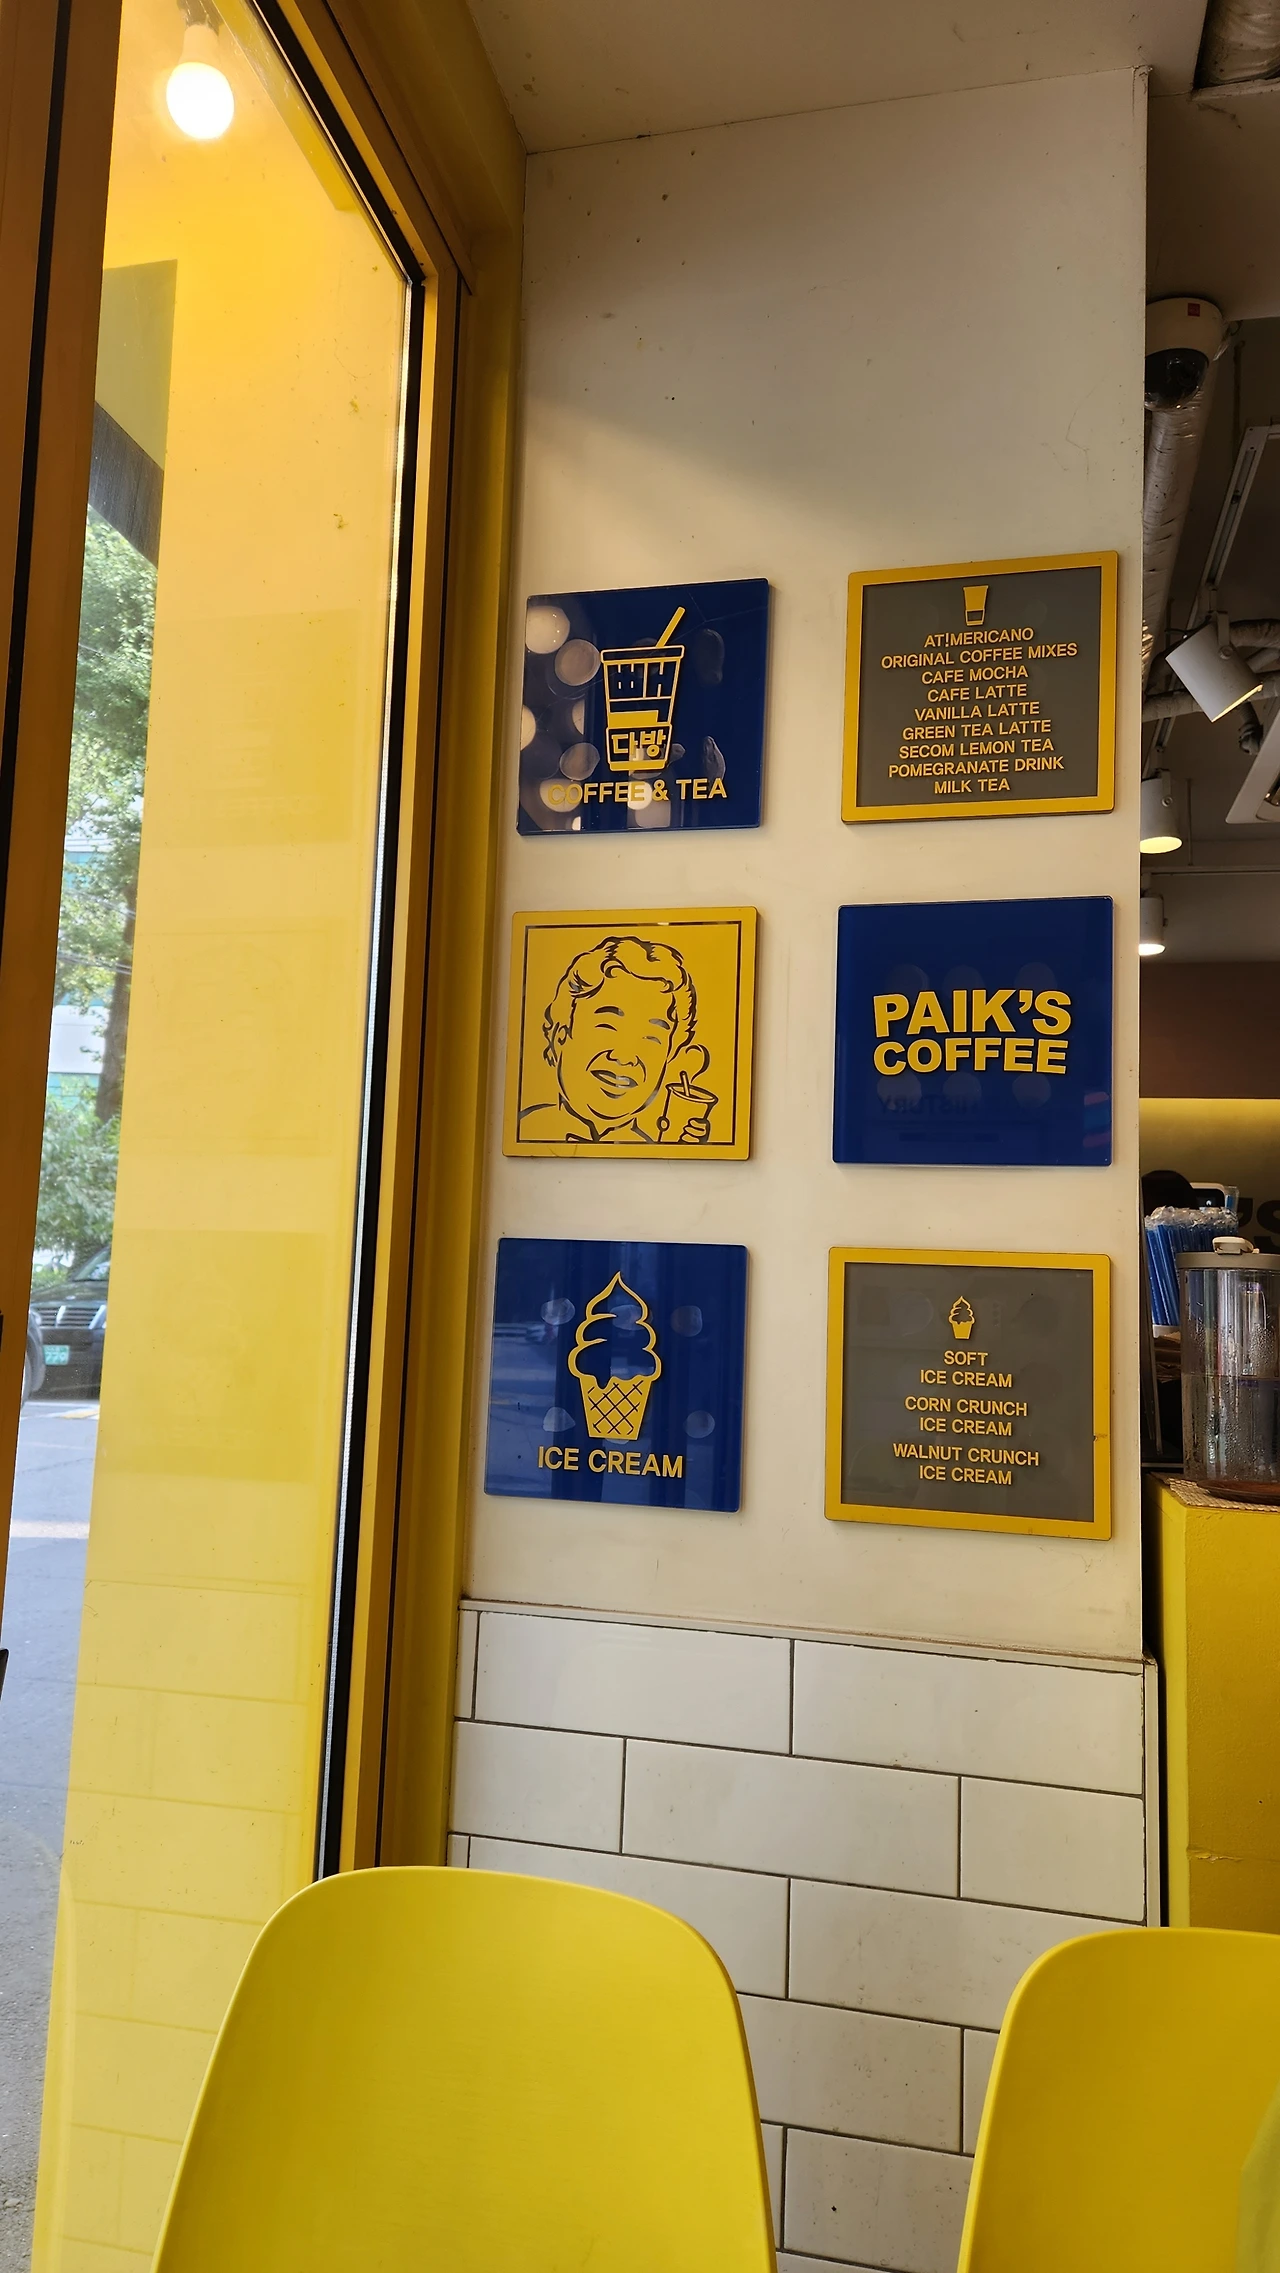 빽
다방
COFFEE & TEA
AT!MERICANO
ORIGINAL COFFEE MIXES
CAFE MOCHA
CAFE LATTE
VANILLA LATTE
GREEN TEA LATTE
SECOM LEMON TEA
POMEGRANATE DRINK
MILK TEA
PAIK'S
COFFEE
ICE CREAM
SOFT
ICE CREAM
CORN CRUNCH
ICE CREAM
WALNUT CRUNCH
ICE CREAM